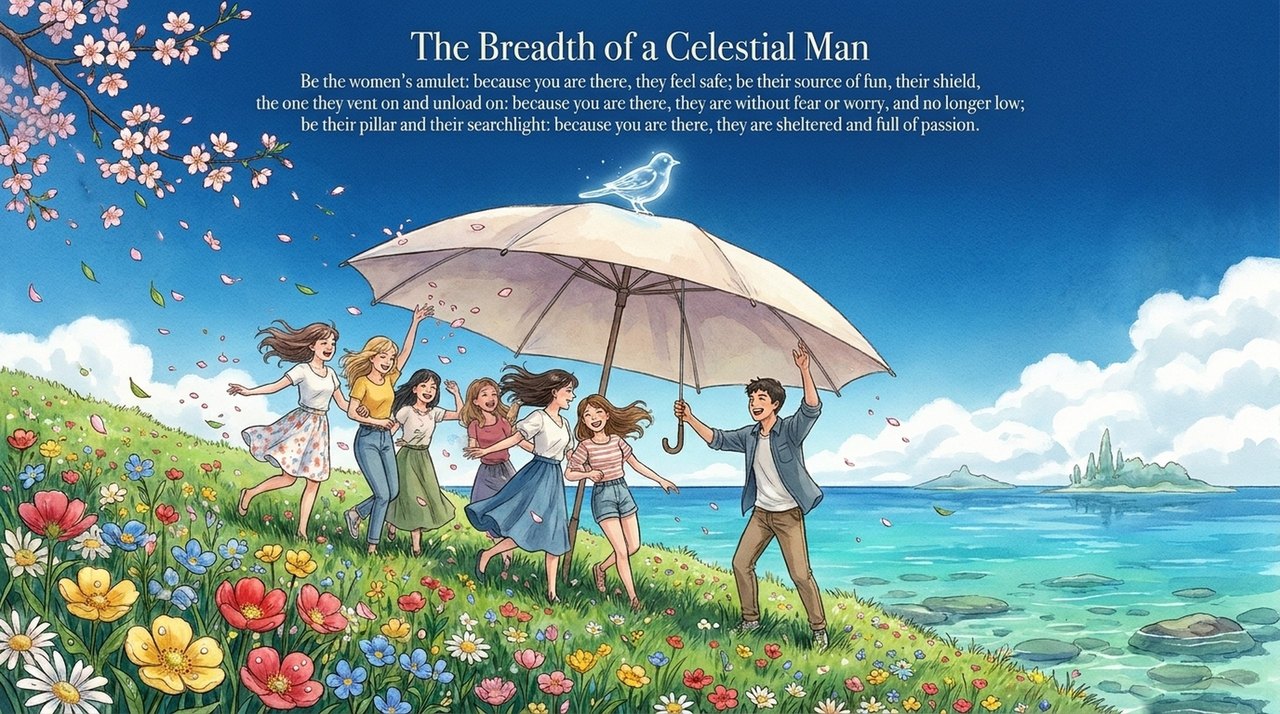 The Breadth of a Celestial Man
Be the women's amulet: because you are there, they feel safe; be their source of fun, their shield,
the one they vent on and unload on: because you are there, they are without fear or worry, and no longer low;
be their pillar and their searchlight: because you are there, they are sheltered and full of passion.